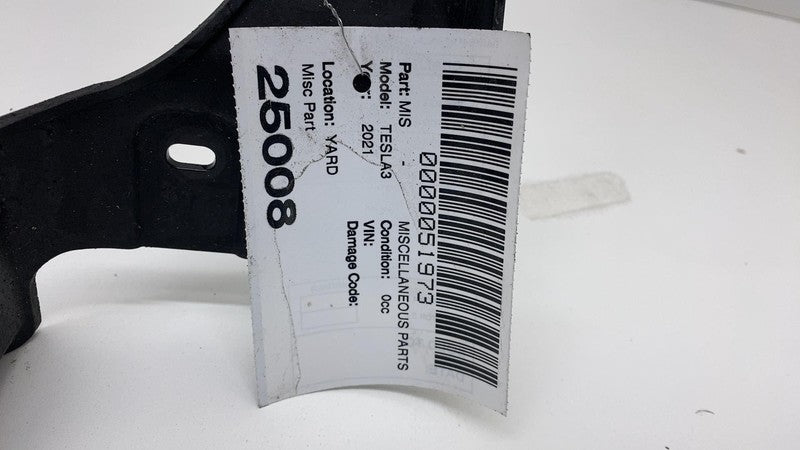 0000051973
Part: MIS - MISCELLANEOUS PARTS
Model: TESLA3 Condition: 0cc
Year: 2021 VIN:
Damage Code:
Location: YARD
Misc Part
25008